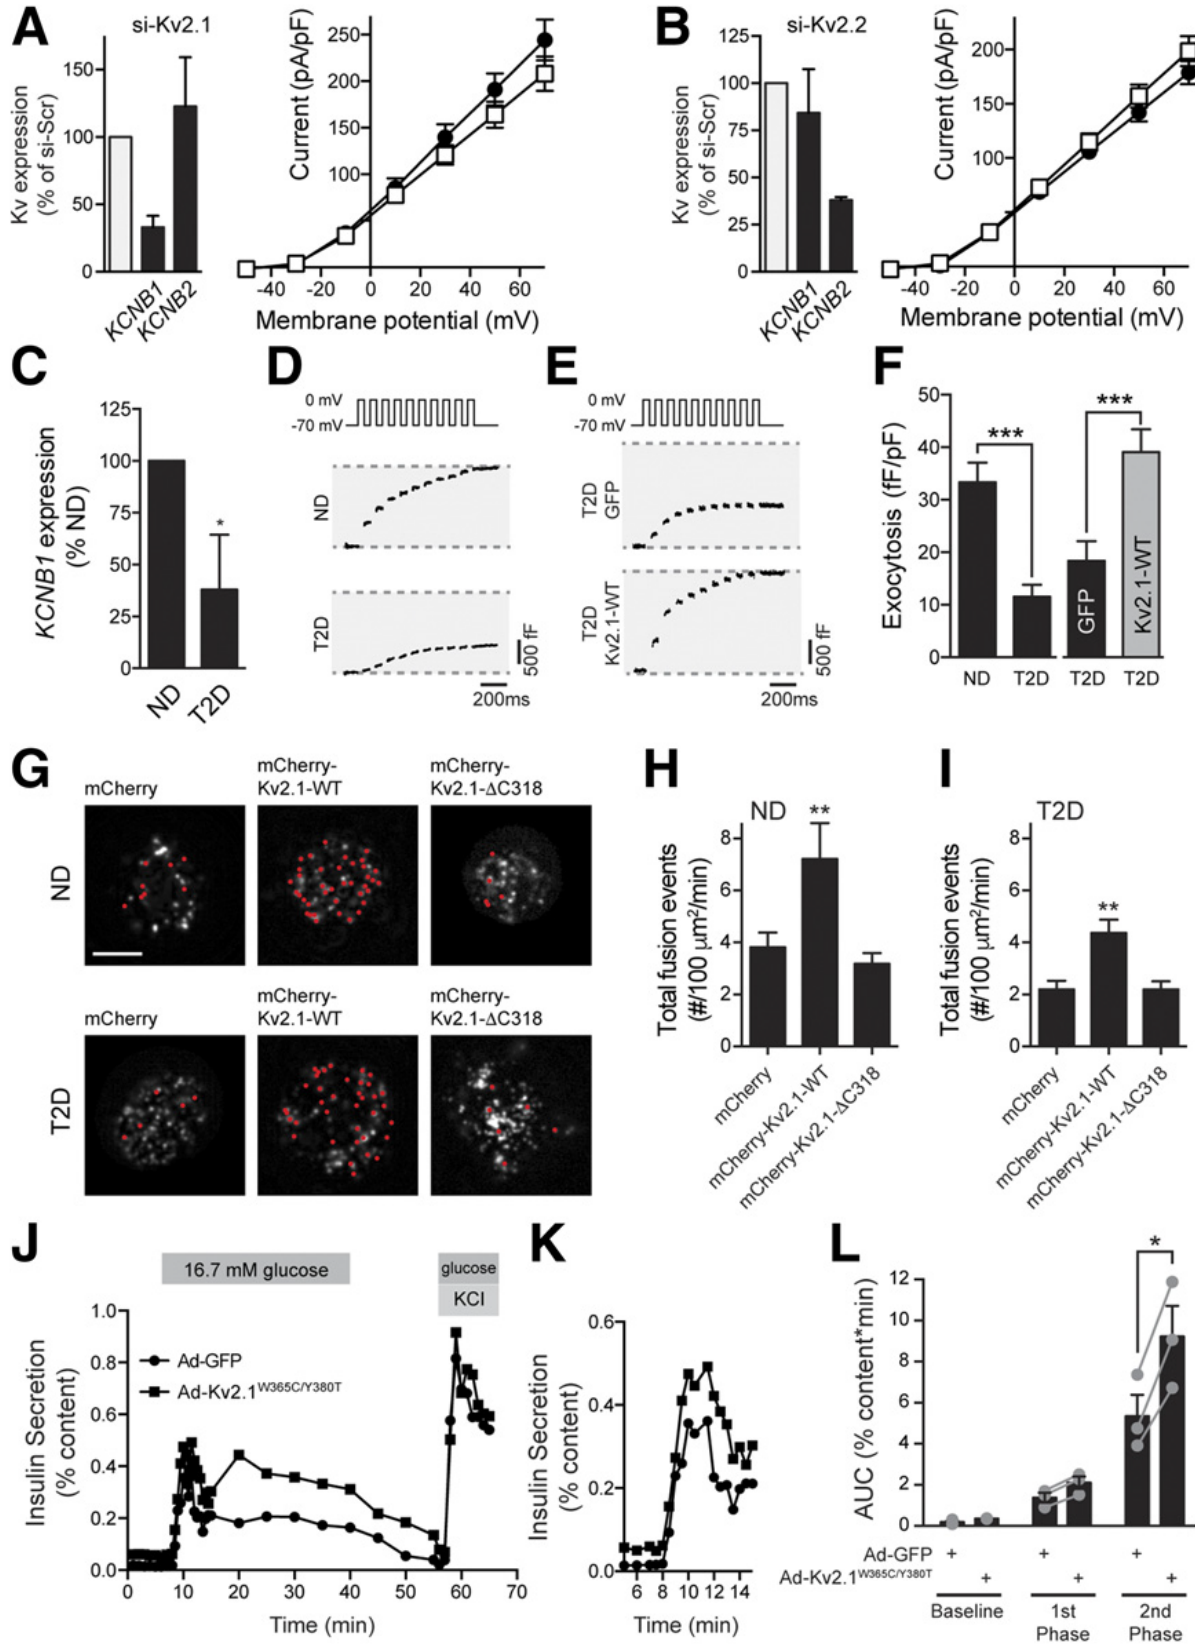 A
si-Kv2.1
Kv expression
(% of si-Scr)
150
100
50
0
KCNB1
KCNB2
Current (pA/pF)
250
200
150
100
-40 -20 0 20 40 60
Membrane potential (mV)
B
si-Kv2.2
Kv expression
(% of si-Scr)
125
100
75
50
25
0
KCNB1
KCNB2
Current (pA/pF)
200
150
100
-40 -20 0 20 40 60
Membrane potential (mV)
C
KCNB1 expression
(% ND)
125
100
75
50
25
0
*
ND
T2D
D
0 mV
-70 mV
ND
T2D
500 fF
200ms
E
0 mV
-70 mV
T2D
GFP
T2D
Kv2.1-WT
500 fF
200ms
F
Exocytosis (fF/pF)
50
40
30
20
10
0
***
***
GFP
Kv2.1-WT
ND T2D T2D T2D
G
mCherry
mCherry-
Kv2.1-WT
mCherry-
Kv2.1-ΔC318
ND
mCherry
mCherry-
Kv2.1-WT
mCherry-
Kv2.1-ΔC318
T2D
H
ND
Total fusion events
(#/100 μm²/min)
8
6
4
2
0
**
mCherry
mCherry-Kv2.1-WT
mCherry-Kv2.1-ΔC318
I
T2D
Total fusion events
(#/100 μm²/min)
8
6
4
2
0
**
mCherry
mCherry-Kv2.1-WT
mCherry-Kv2.1-ΔC318
J
16.7 mM glucose
glucose
KCl
Insulin Secretion
(% content)
1.0
0.8
0.6
0.4
0.2
0.0
Ad-GFP
Ad-Kv2.1W365C/Y380T
0 10 20 30 40 50 60 70
Time (min)
K
Insulin Secretion
(% content)
0.6
0.4
0.2
0.0
6 8 10 12 14
Time (min)
L
AUC (% content*min)
12
10
8
6
4
2
0
*
Ad-GFP + + +
Ad-Kv2.1W365C/Y380T + + +
Baseline 1st 2nd
Phase Phase